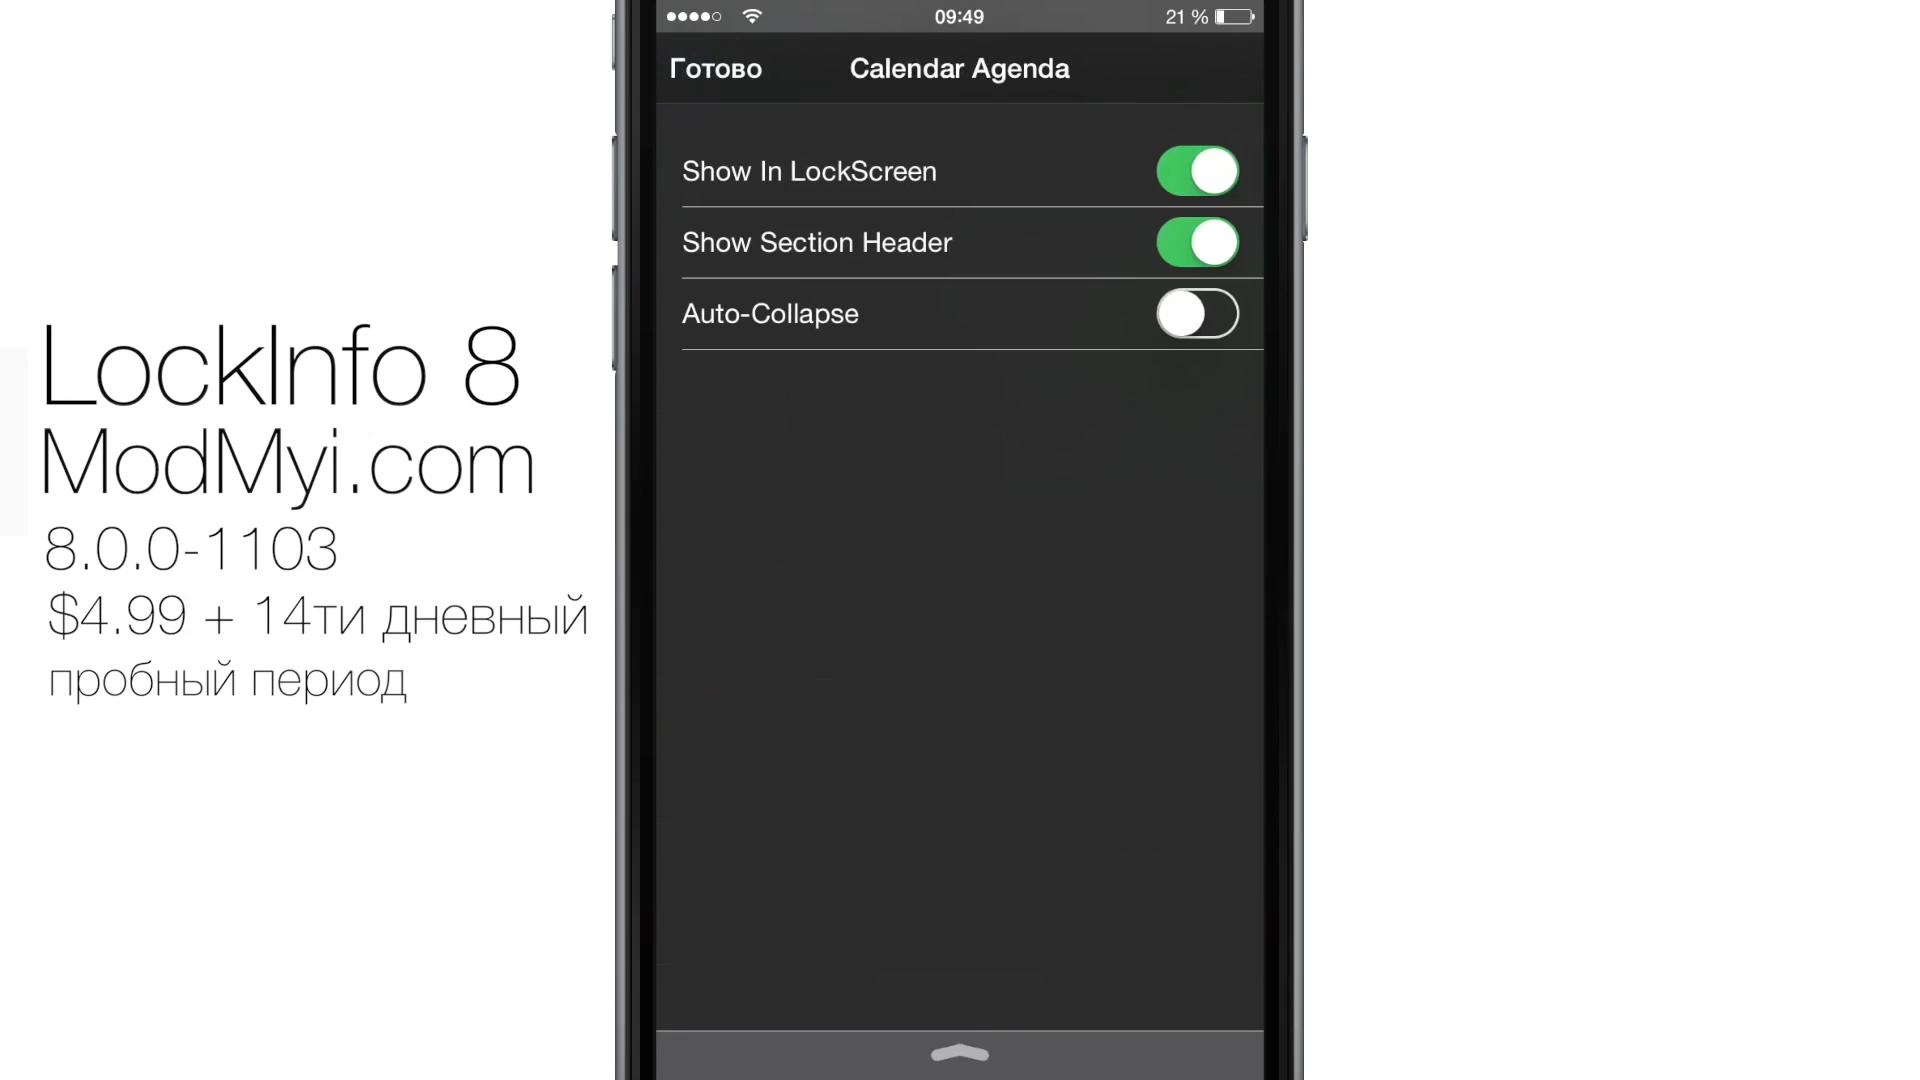 09:49
21 %
Готово
Calendar Agenda
Show In LockScreen
Show Section Header
Auto-Collapse
LockInfo 8
ModMyi.com
8.0.0-1103
$4.99 + 14ти дневный
пробный период